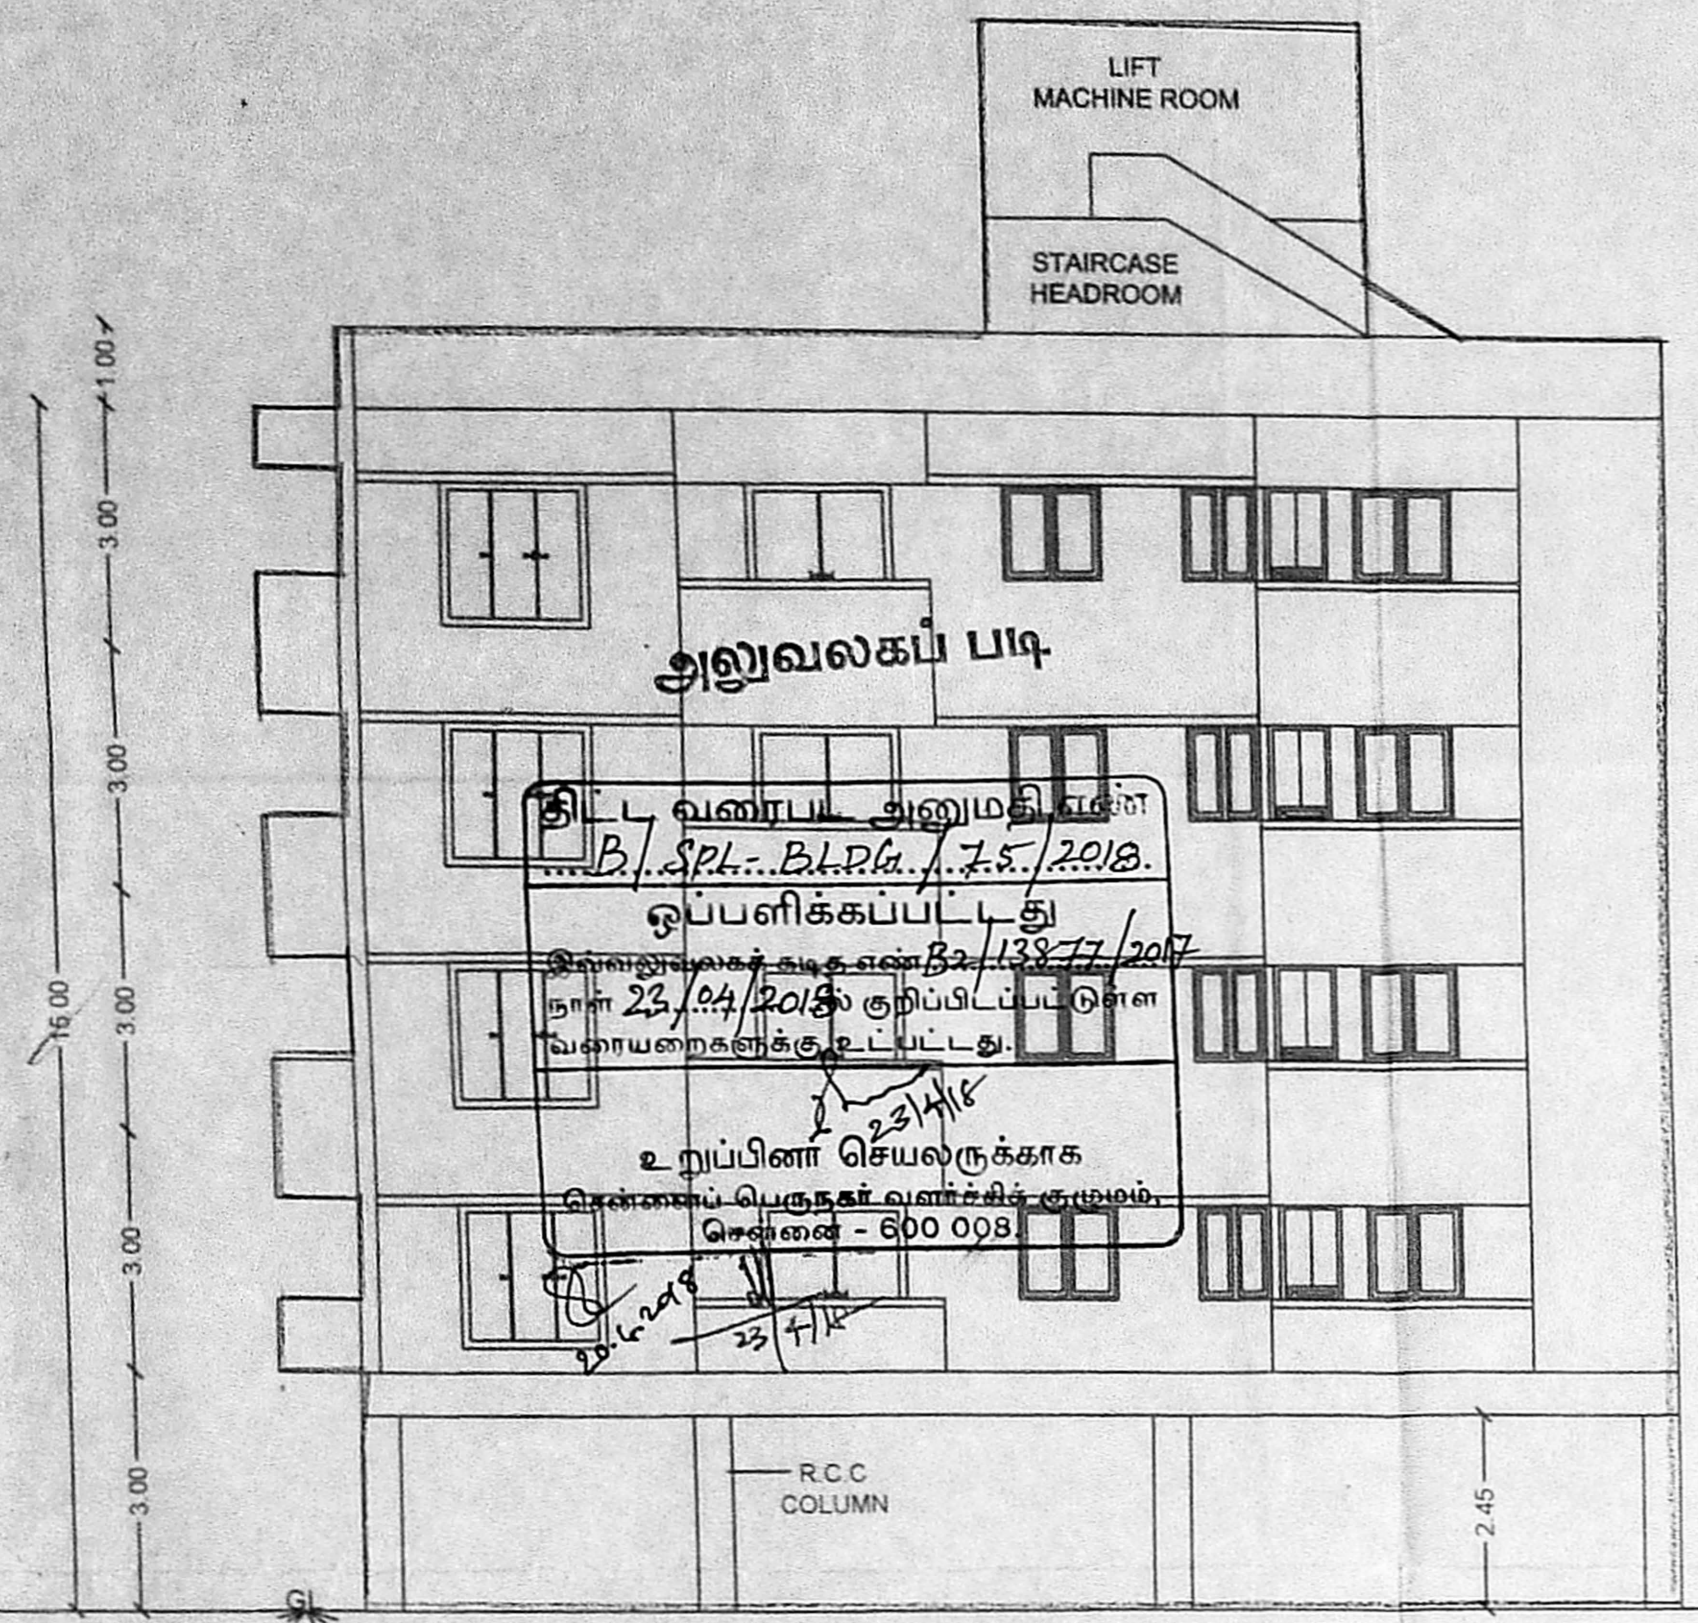 LIFT
MACHINE ROOM
STAIRCASE
HEADROOM
1.00
3.00
3.00
3.00
3.00
3.00
அலுவலகப் படி
திட்ட வரைபட அனுமதி எண்
B/ SPL- BLDG / 75 / 2018.
ஒப்பளிக்கப்பட்டது
இவ்வலுவலகக் கடித எண் B2/13877/2017
நாள் 23/04/2018ல் குறிப்பிடப்பட்டுள்ள
வரையறைகளுக்கு உட்பட்டது.
23/4/18
உறுப்பினர் செயலருக்காக
சென்னைப் பெருநகர் வளர்ச்சிக் குழுமம்,
சென்னை - 600 008.
23/4/18
R.C.C
COLUMN
2.45
GL